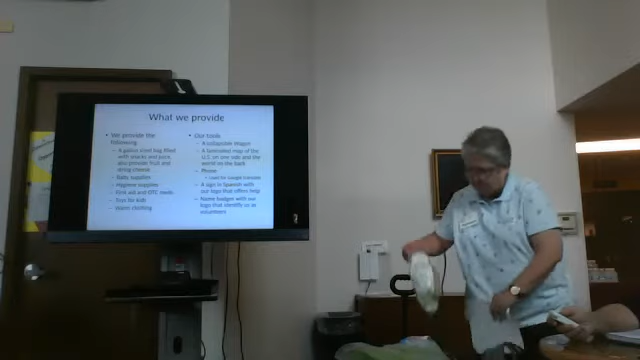 What we provide
• We provide the
following
– A gallon sized bag filled
with snacks and juice,
also provide fruit and
string cheese
– Baby supplies
– Hygiene supplies
– First aid and OTC meds
– Toys for kids
– Warm clothing
• Our tools
– A collapsible wagon
– A laminated map of the
U.S. on one side and the
world on the back
– Phone
• Used for Google translate
– A sign in Spanish with
our logo that offers help
– Name badges with our
logo that identify us as
volunteers